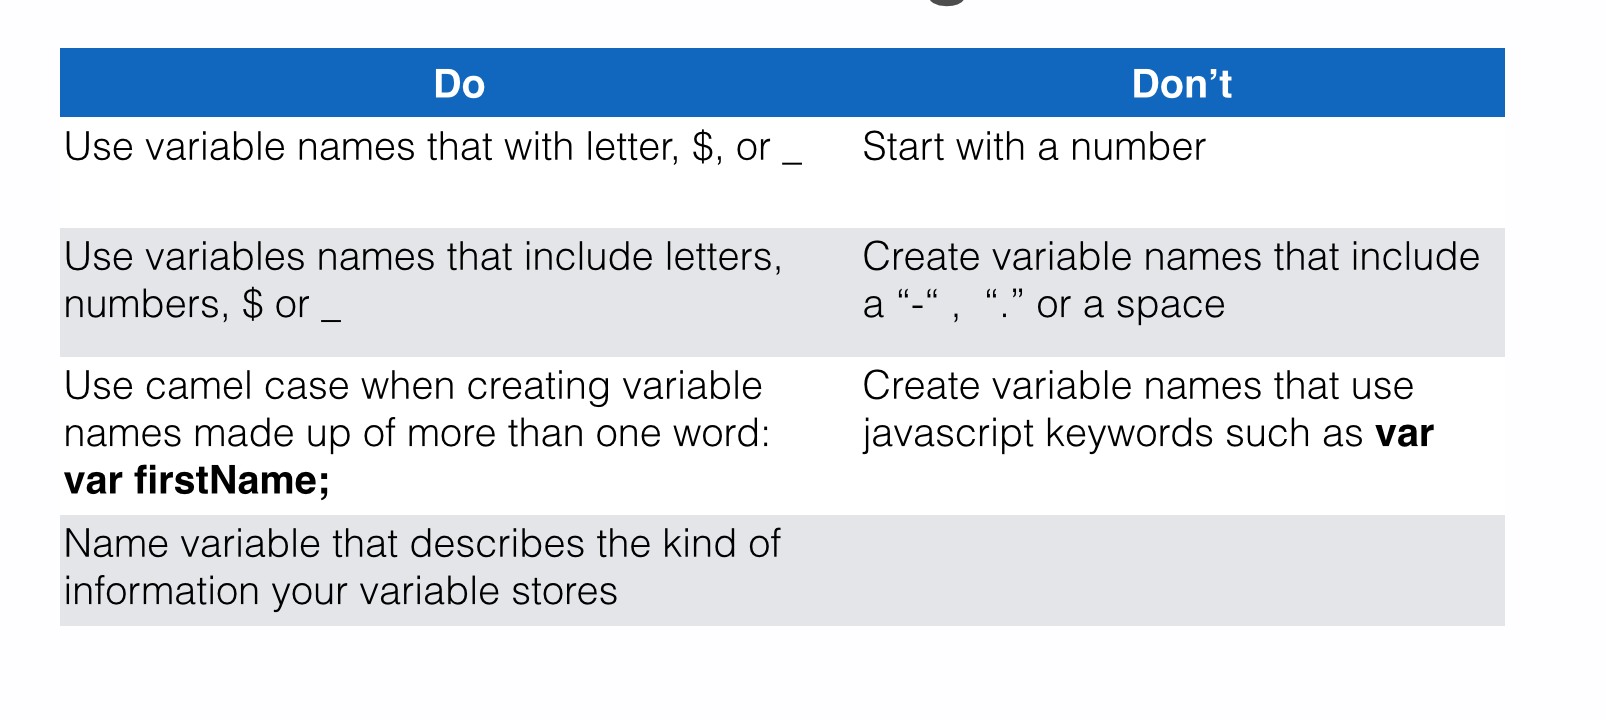 Do
Don’t
Use variable names that with letter, $, or _
Start with a number
Use variables names that include letters,
numbers, $ or _
Create variable names that include
a “-“ ,  “.” or a space
Use camel case when creating variable
names made up of more than one word:
var firstName;
Create variable names that use
javascript keywords such as var
Name variable that describes the kind of
information your variable stores